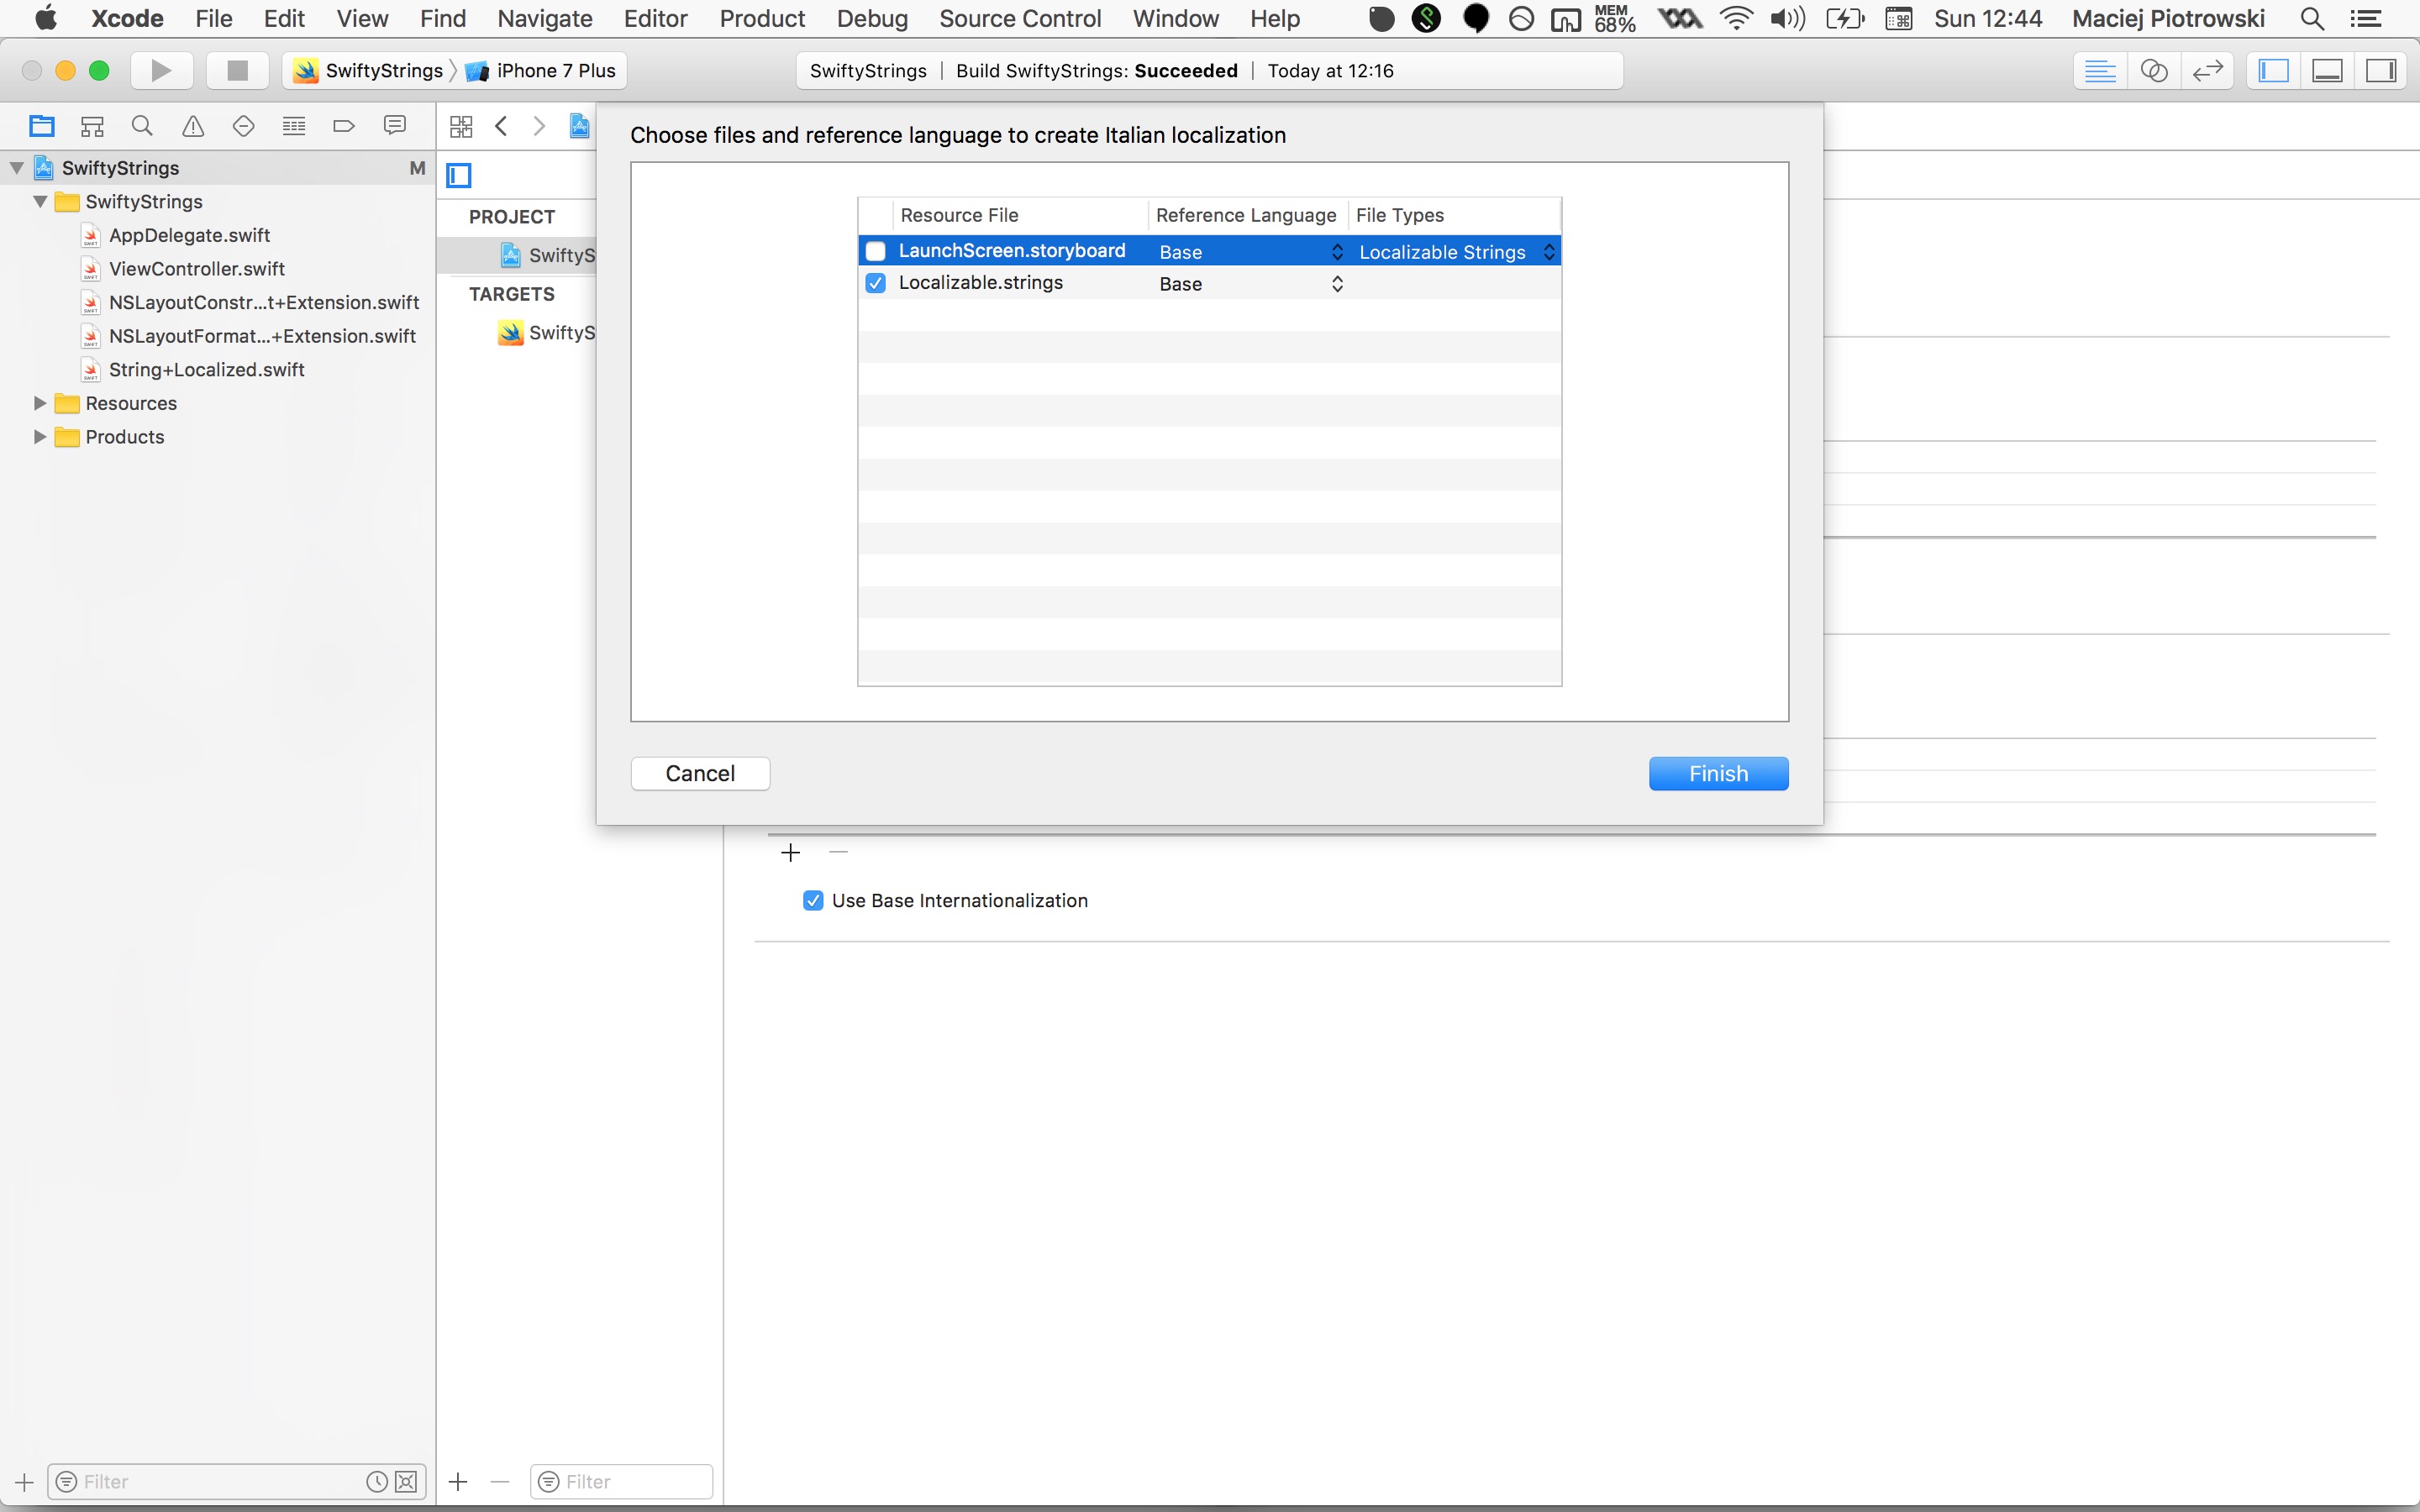 Xcode File Edit View Find Navigate Editor Product Debug Source Control Window Help MEM 68% Sun 12:44 Maciej Piotrowski
SwiftyStrings iPhone 7 Plus SwiftyStrings | Build SwiftyStrings: Succeeded | Today at 12:16
SwiftyStrings M
SwiftyStrings
AppDelegate.swift
ViewController.swift
NSLayoutConstr...t+Extension.swift
NSLayoutFormat...+Extension.swift
String+Localized.swift
Resources
Products
PROJECT
SwiftyS
TARGETS
SwiftyS
Choose files and reference language to create Italian localization
Resource File Reference Language File Types
LaunchScreen.storyboard Base Localizable Strings
Localizable.strings Base
Cancel Finish
Use Base Internationalization
Filter Filter